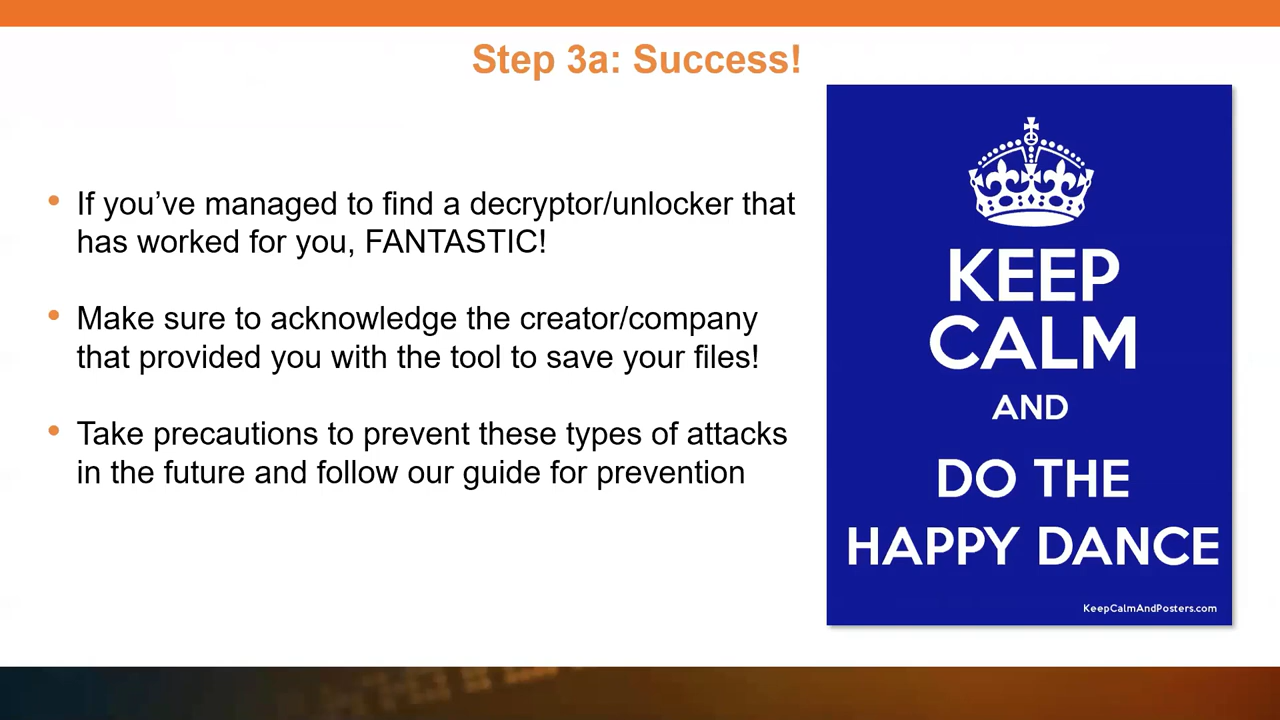 Step 3a: Success!
If you’ve managed to find a decryptor/unlocker that
has worked for you, FANTASTIC!
Make sure to acknowledge the creator/company
that provided you with the tool to save your files!
Take precautions to prevent these types of attacks
in the future and follow our guide for prevention
KEEP
CALM
AND
DO THE
HAPPY DANCE
KeepCalmAndPosters.com